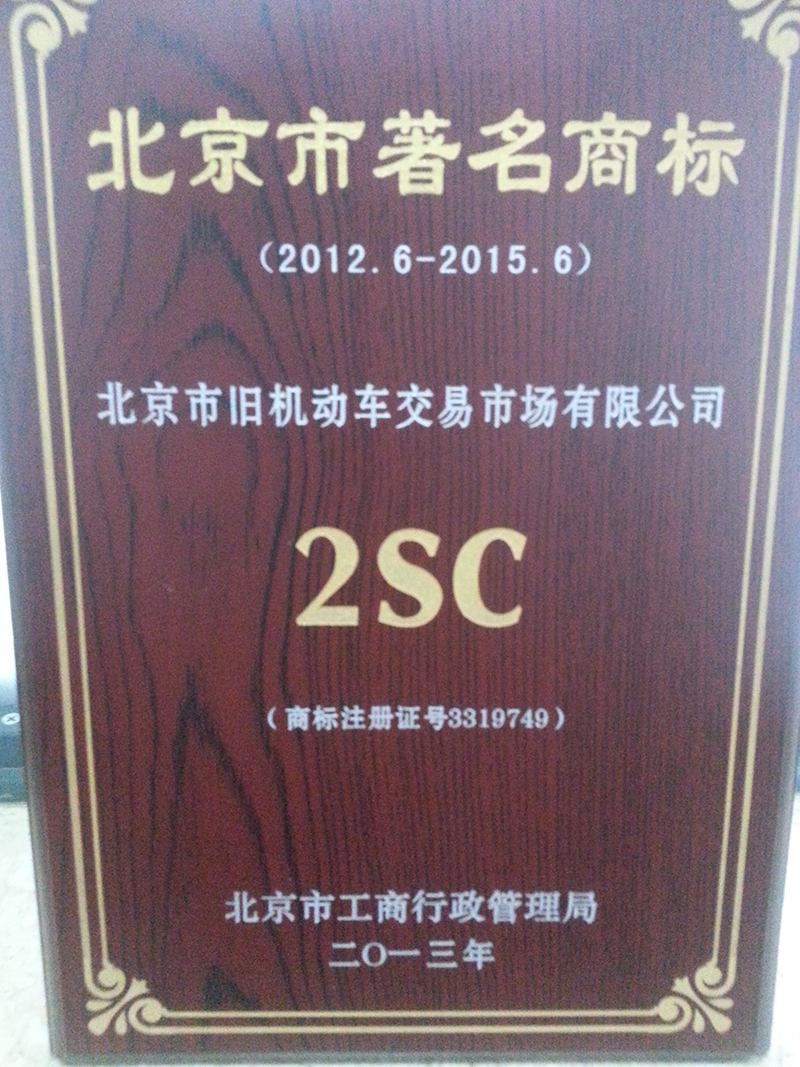 北京市著名商标
（2012.6-2015.6）
北京市旧机动车交易市场有限公司
2SC
（商标注册证号3319749）
北京市工商行政管理局
二〇一三年